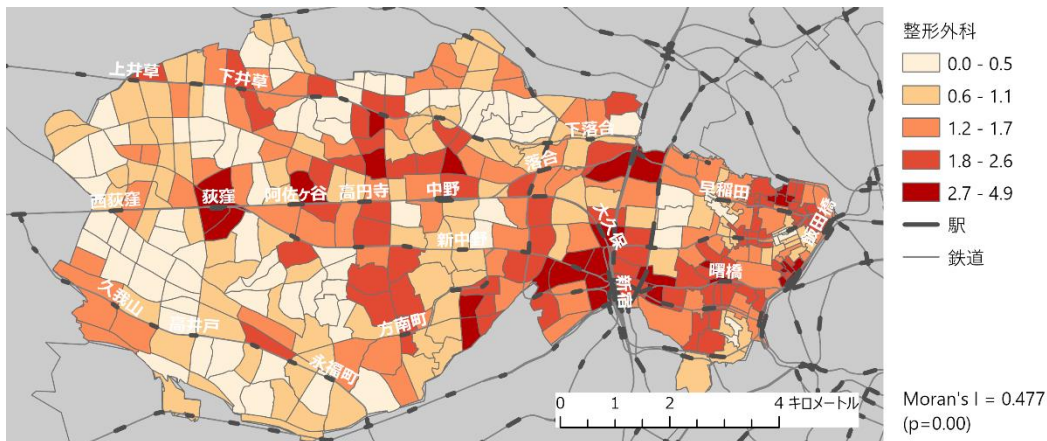 上井草
下井草
下落合
落合
早稲田
飯田橋
西荻窪
荻窪
阿佐ヶ谷
高円寺
中野
大久保
新中野
新宿
曙橋
久我山
高井戸
方南町
永福町
0 1 2 4 キロメートル
整形外科
0.0 - 0.5
0.6 - 1.1
1.2 - 1.7
1.8 - 2.6
2.7 - 4.9
駅
鉄道
Moran's I = 0.477
(p=0.00)